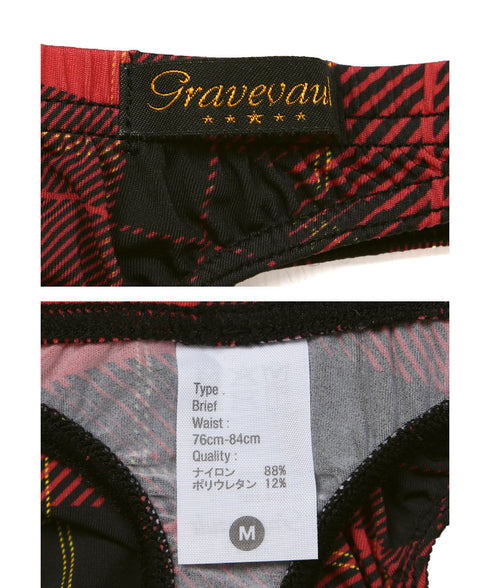 Gravevaul
Type :
Brief
Waist :
76cm-84cm
Quality :
ナイロン 88%
ポリウレタン 12%
M